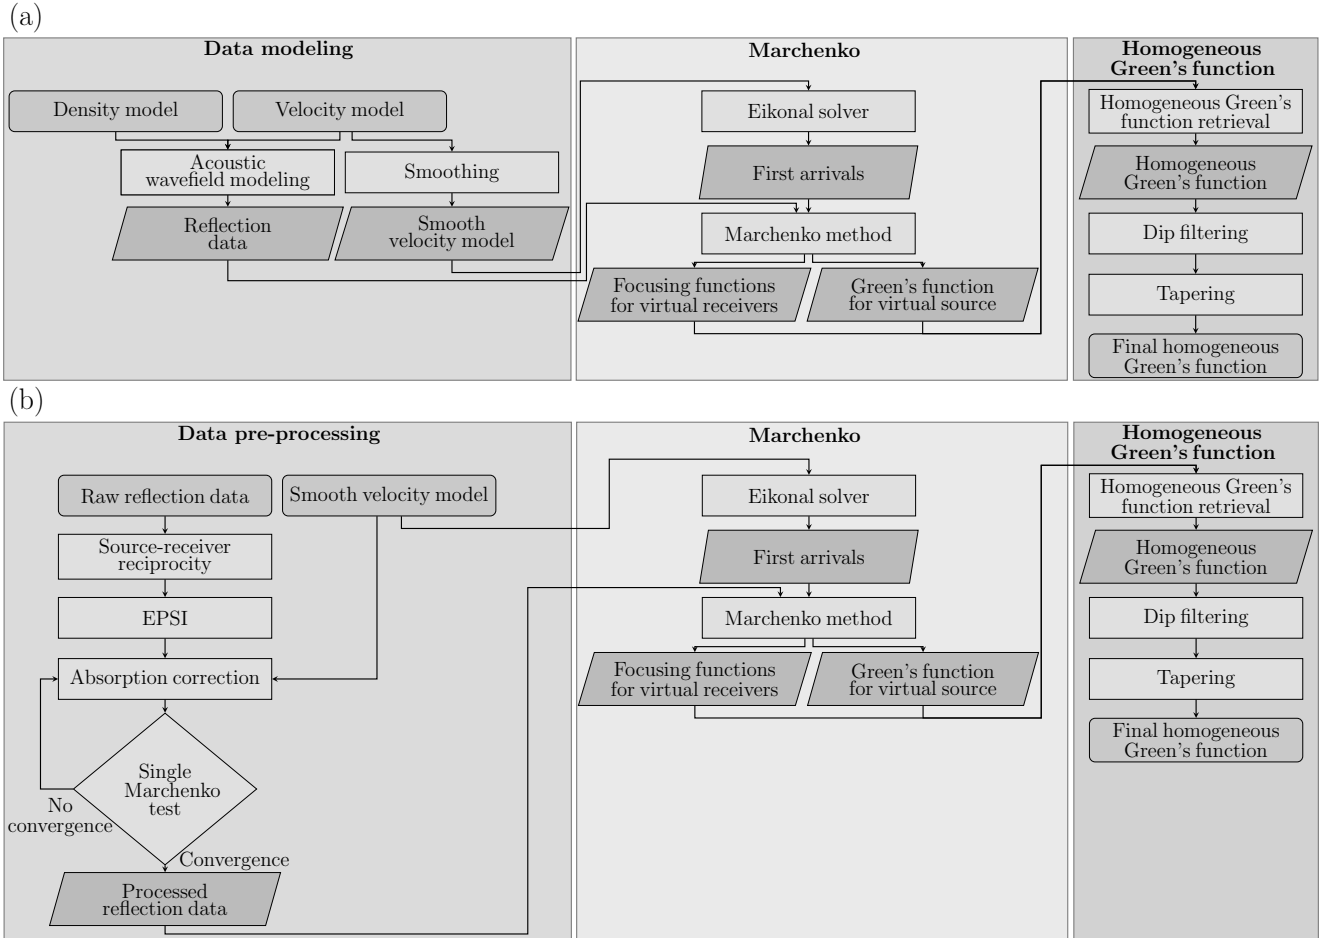 (a)
Data modeling
Density model
Velocity model
Acoustic
wavefield modeling
Smoothing
Reflection
data
Smooth
velocity model
Marchenko
Eikonal solver
First arrivals
Marchenko method
Focusing functions
for virtual receivers
Green's function
for virtual source
Homogeneous
Green's function
Homogeneous Green's
function retrieval
Homogeneous
Green's function
Dip filtering
Tapering
Final homogeneous
Green's function
(b)
Data pre-processing
Raw reflection data
Smooth velocity model
Source-receiver
reciprocity
EPSI
Absorption correction
Single
Marchenko
test
No
convergence
Convergence
Processed
reflection data
Marchenko
Eikonal solver
First arrivals
Marchenko method
Focusing functions
for virtual receivers
Green's function
for virtual source
Homogeneous
Green's function
Homogeneous Green's
function retrieval
Homogeneous
Green's function
Dip filtering
Tapering
Final homogeneous
Green's function